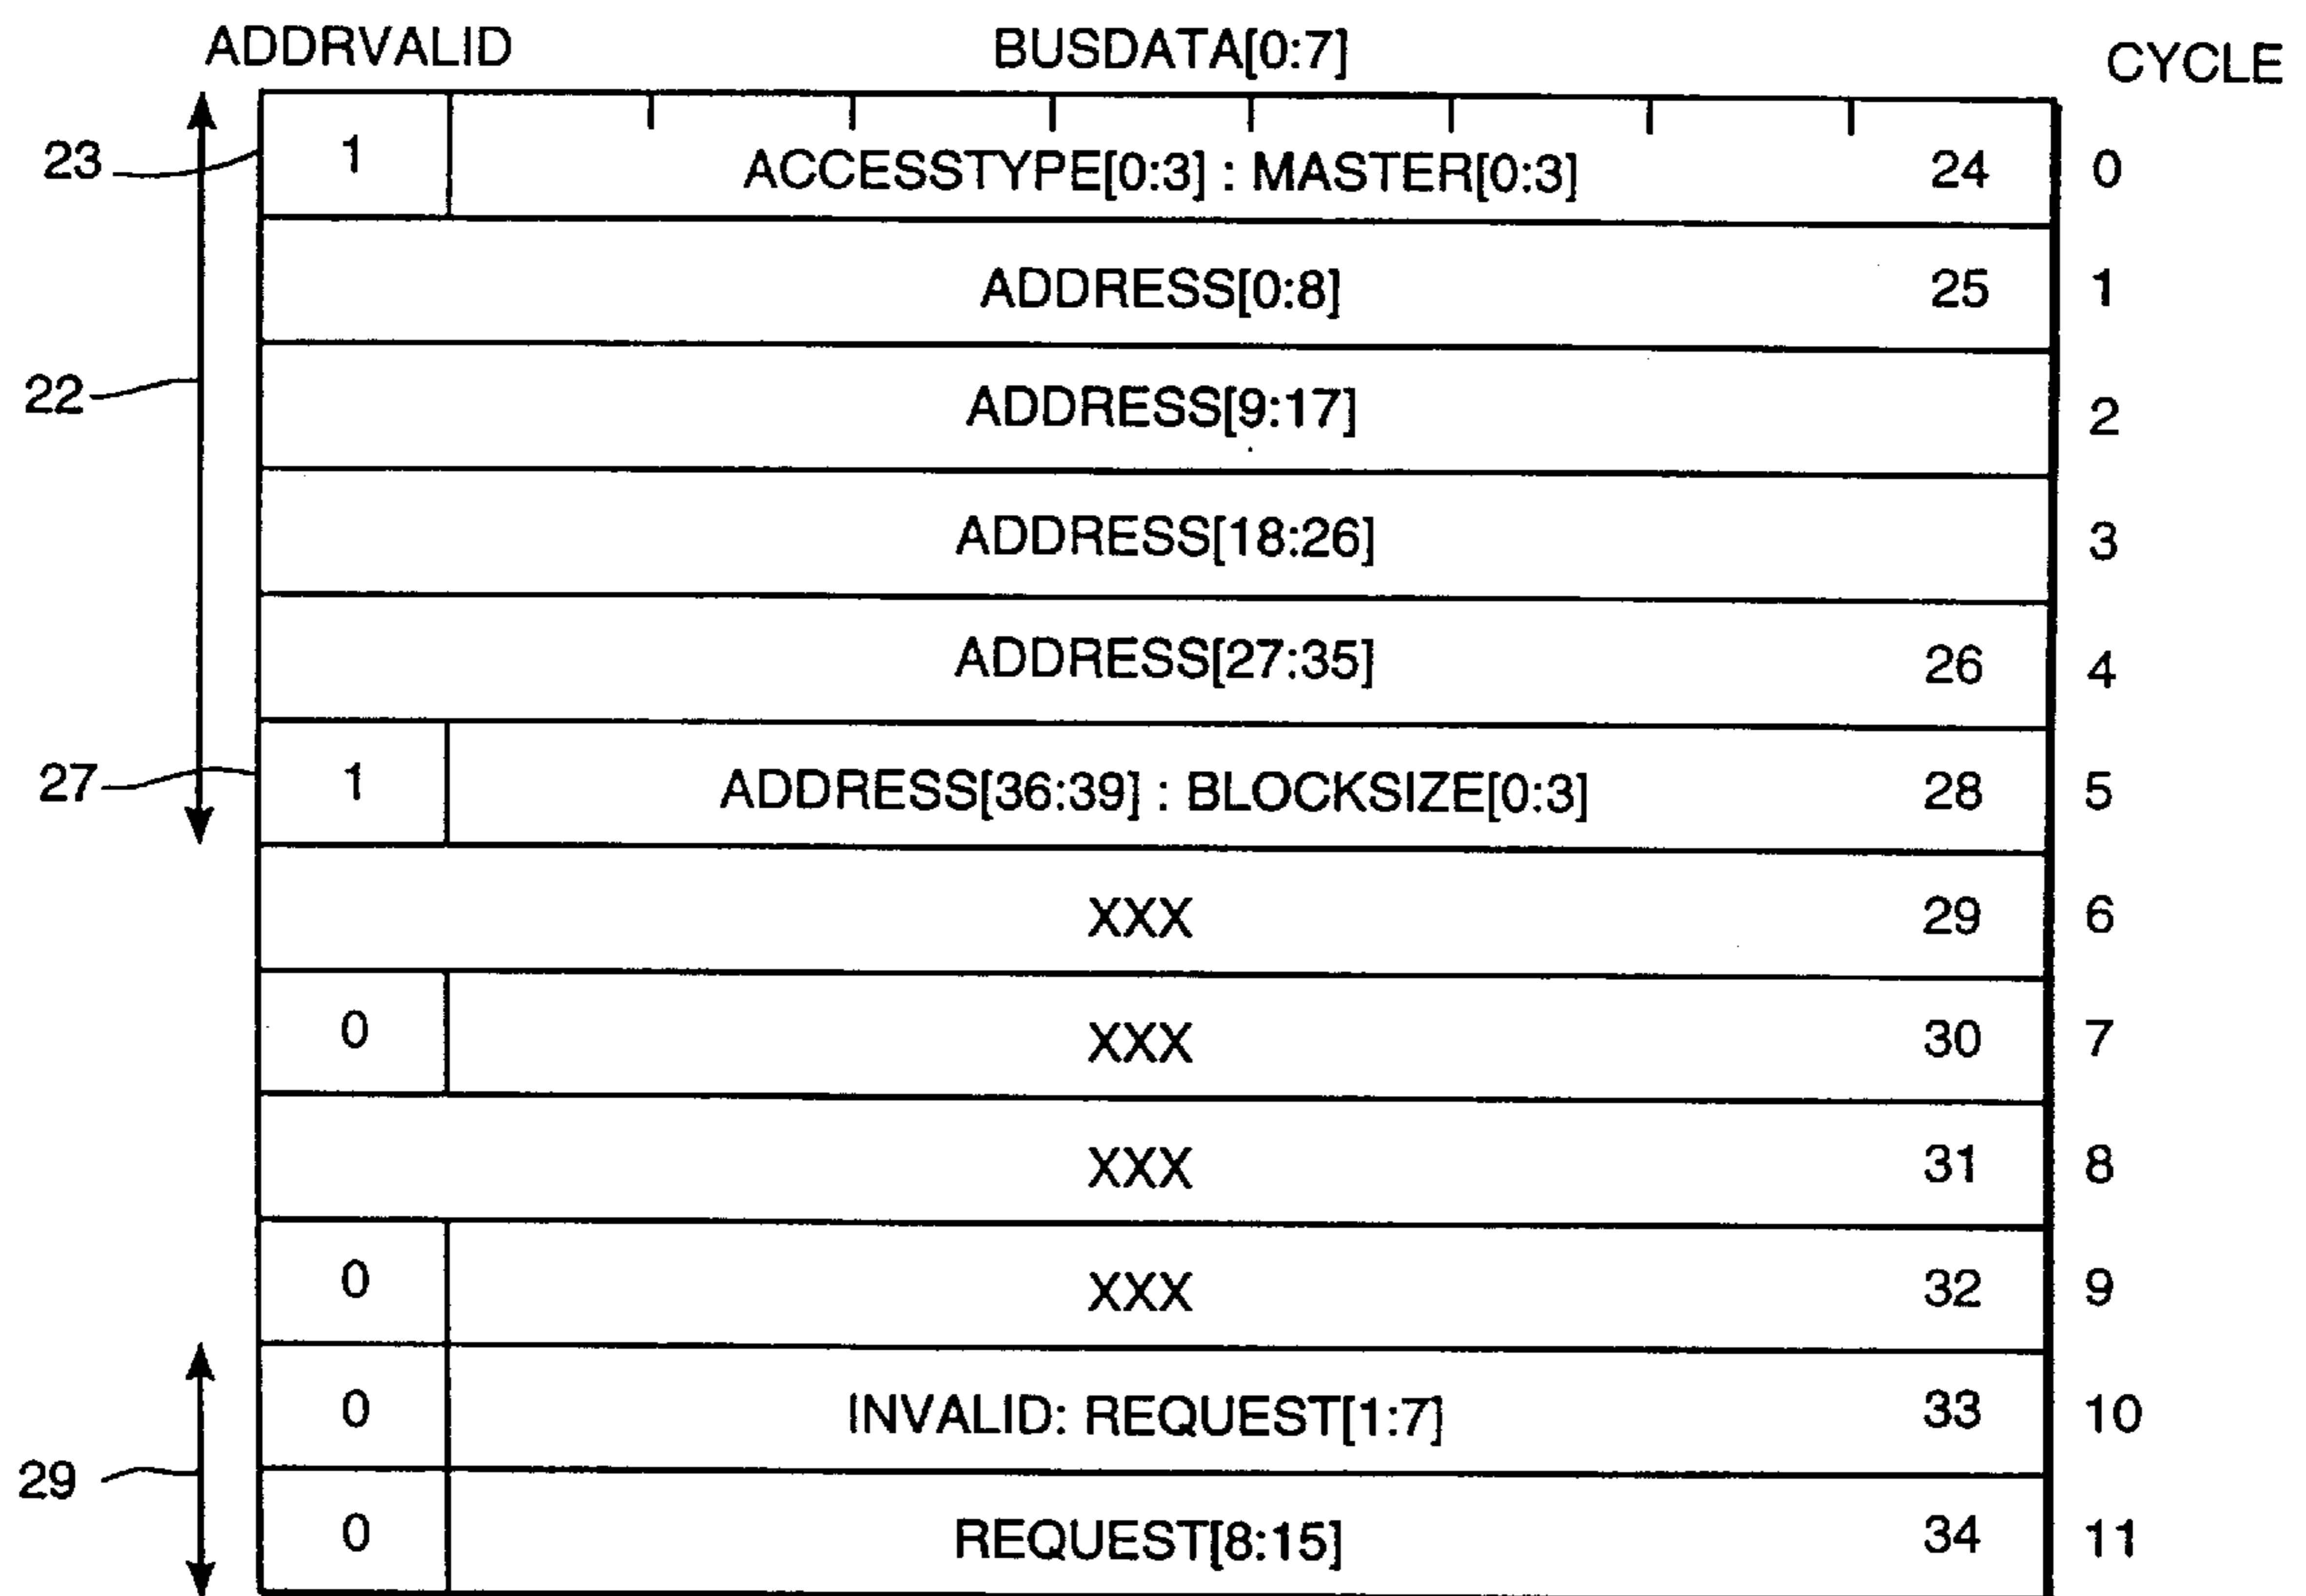 ADDRVALID BUSDATA[0:7] CYCLE
23 1 ACCESSTYPE[0:3] : MASTER[0:3] 24 0
ADDRESS[0:8] 25 1
22 ADDRESS[9:17] 2
ADDRESS[18:26] 3
ADDRESS[27:35] 26 4
27 1 ADDRESS[36:39] : BLOCKSIZE[0:3] 28 5
XXX 29 6
0 XXX 30 7
XXX 31 8
0 XXX 32 9
0 INVALID: REQUEST[1:7] 33 10
29 0 REQUEST[8:15] 34 11